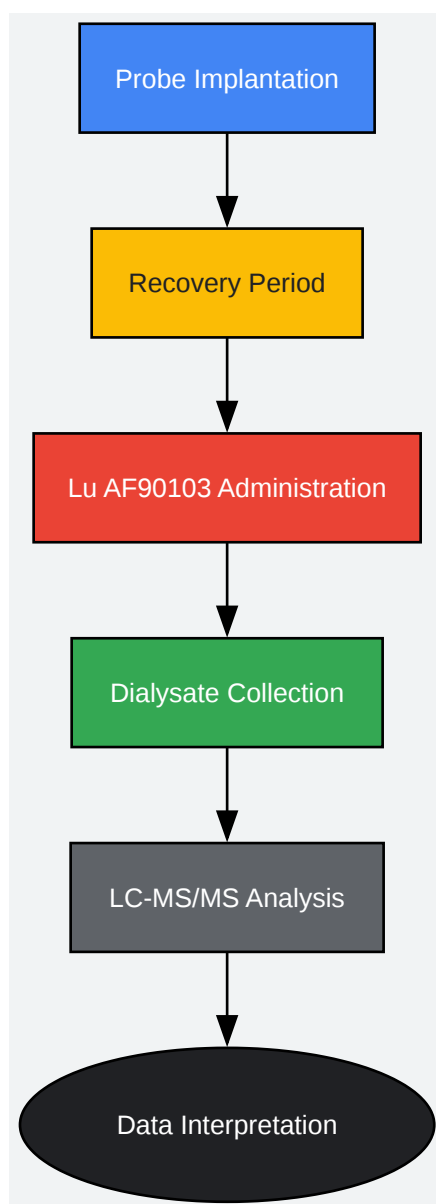 Probe Implantation
Recovery Period
Lu AF90103 Administration
Dialysate Collection
LC-MS/MS Analysis
Data Interpretation